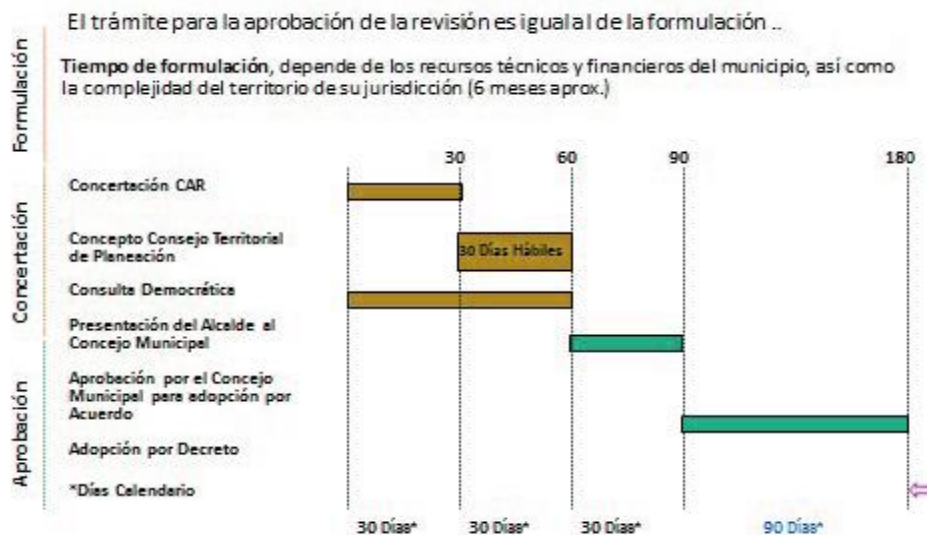 El trámite para la aprobación de la revisión es igual al de la formulación ..
Formulación
Tiempo de formulación, depende de los recursos técnicos y financieros del municipio, así como
la complejidad del territorio de su jurisdicción (6 meses aprox.)
30
60
90
180
Concertación
Concertación CAR
Concepto Consejo Territorial
de Planeación
30 Días Hábiles
Consulta Democrática
Presentación del Alcalde al
Concejo Municipal
Aprobación
Aprobación por el Concejo
Municipal para adopción por
Acuerdo
Adopción por Decreto
*Días Calendario
30 Días*
30 Días*
30 Días*
90 Días*